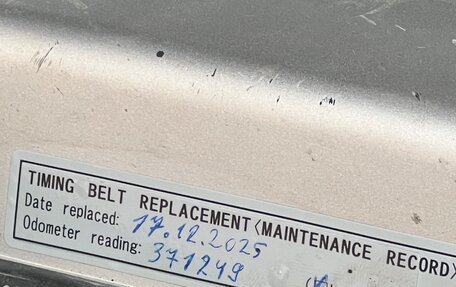 TIMING BELT REPLACEMENT〈MAINTENANCE RECORD〉
Date replaced: 17.12.2025
Odometer reading: 371249